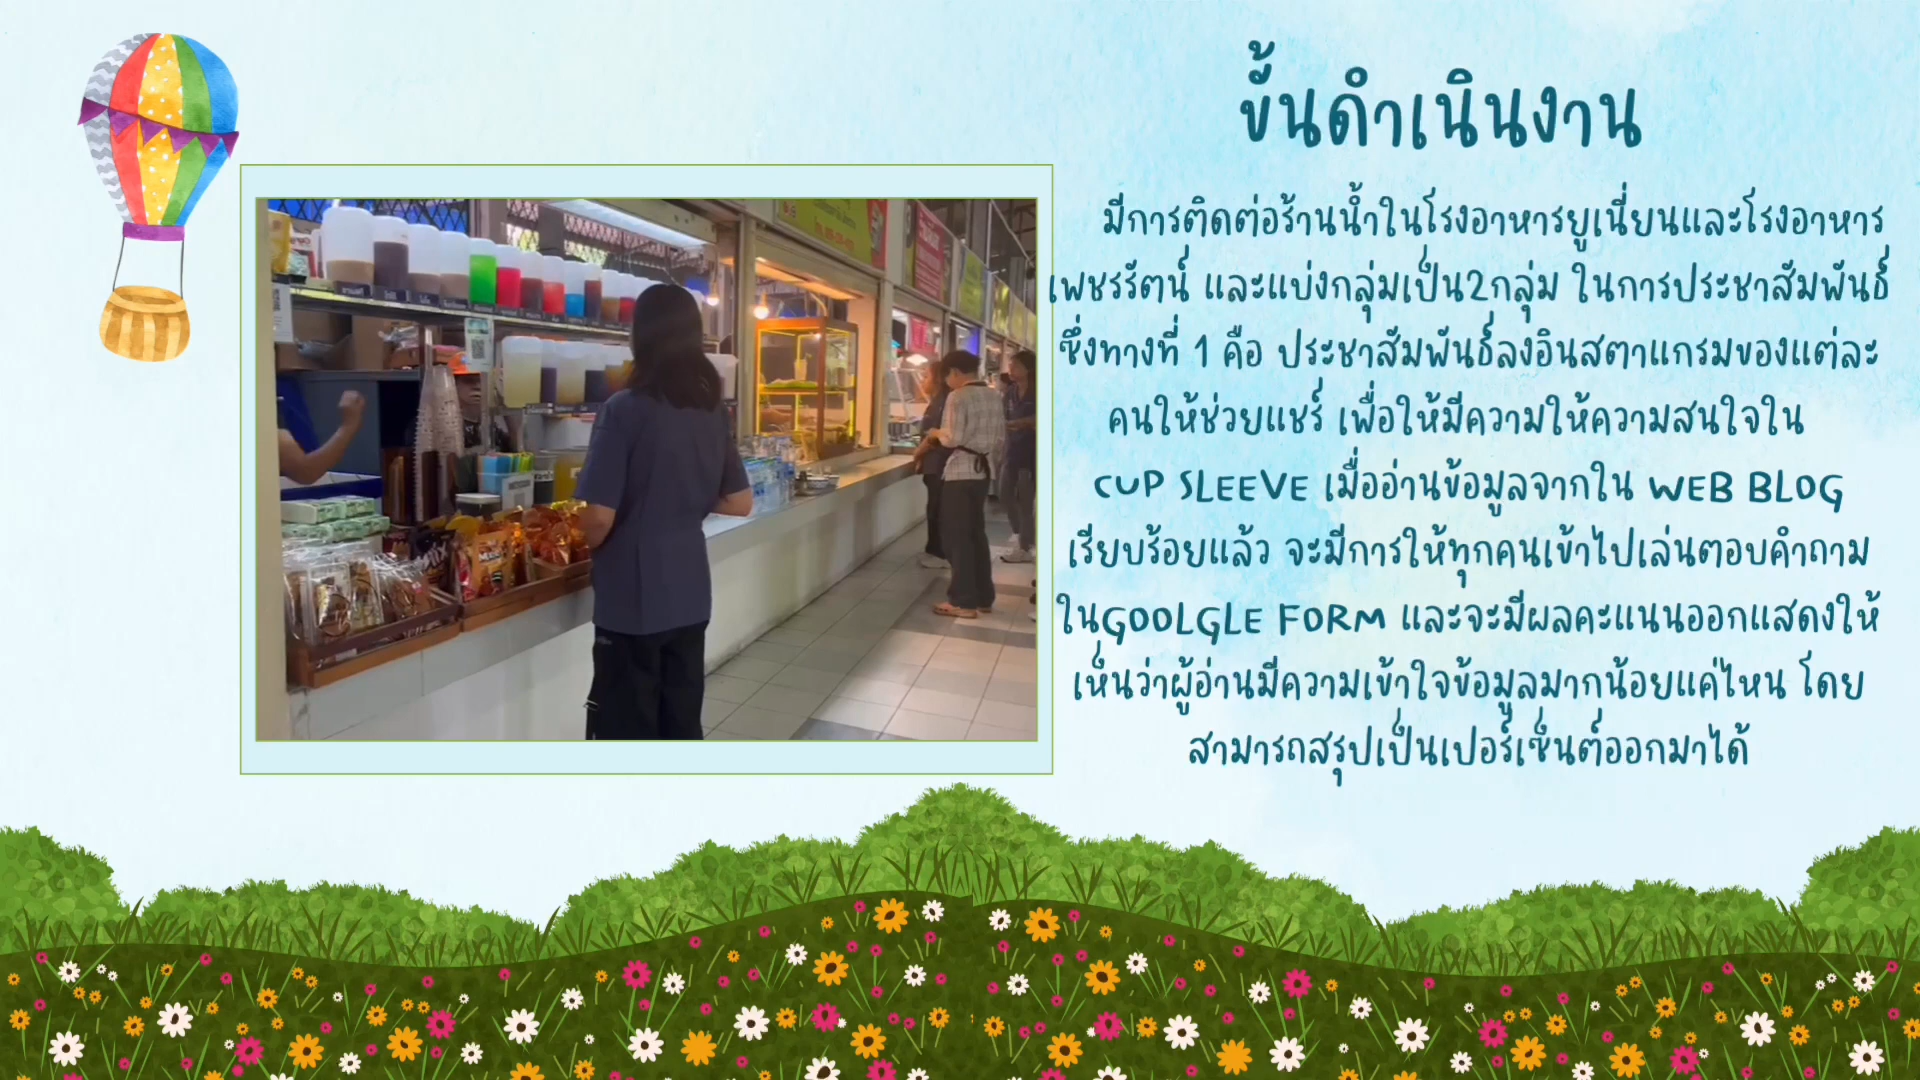 ขั้นดำเนินงาน
มีการติดต่อร้านน้ำในโรงอาหารยูเนี่ยนและโรงอาหาร
เพชรรัตน์ และแบ่งกลุ่มเป็น2กลุ่ม ในการประชาสัมพันธ์
ซึ่งทางที่ 1 คือ ประชาสัมพันธ์ลงอินสตาแกรมของแต่ละ
คนให้ช่วยแชร์ เพื่อให้มีความให้ความสนใจใน
CUP SLEEVE เมื่ออ่านข้อมูลจากใน WEB BLOG
เรียบร้อยแล้ว จะมีการให้ทุกคนเข้าไปเล่นตอบคำถาม
ในGOOLGLE FORM และจะมีผลคะแนนออกแสดงให้
เห็นว่าผู้อ่านมีความเข้าใจข้อมูลมากน้อยแค่ไหน โดย
สามารถสรุปเป็นเปอร์เซ็นต์ออกมาได้